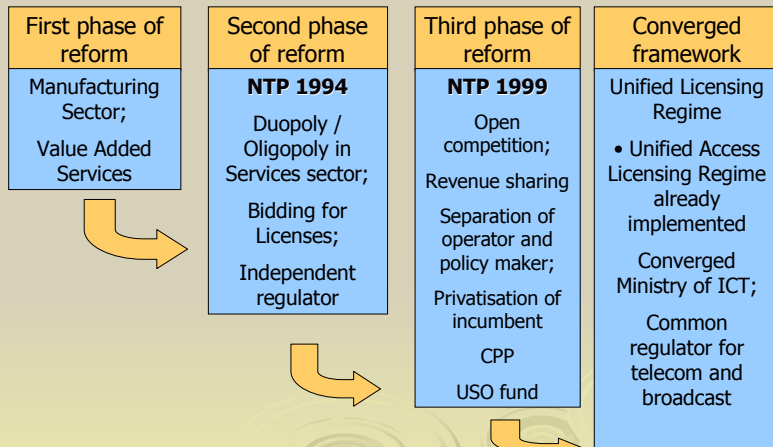 First phase of
reform
Manufacturing
Sector;
Value Added
Services
Second phase
of reform
NTP 1994
Duopoly /
Oligopoly in
Services sector;
Bidding for
Licenses;
Independent
regulator
Third phase of
reform
NTP 1999
Open
competition;
Revenue sharing
Separation of
operator and
policy maker;
Privatisation of
incumbent
CPP
USO fund
Converged
framework
Unified Licensing
Regime
• Unified Access
Licensing Regime
already
implemented
Converged
Ministry of ICT;
Common
regulator for
telecom and
broadcast